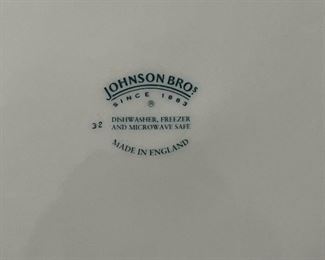 JOHNSON BROS
SINCE 1883
®
32 DISHWASHER, FREEZER
AND MICROWAVE SAFE
MADE IN ENGLAND